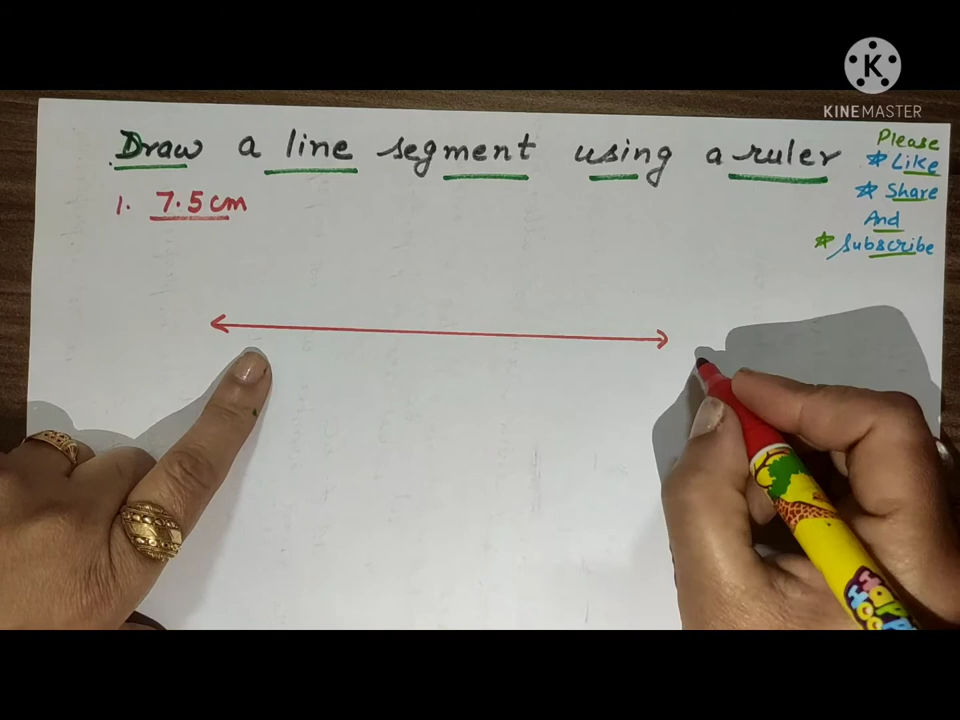 K
KINEMASTER
Draw a line segment using a ruler
Please
* Like
* Share
And
* Subscribe
1. 7.5 cm